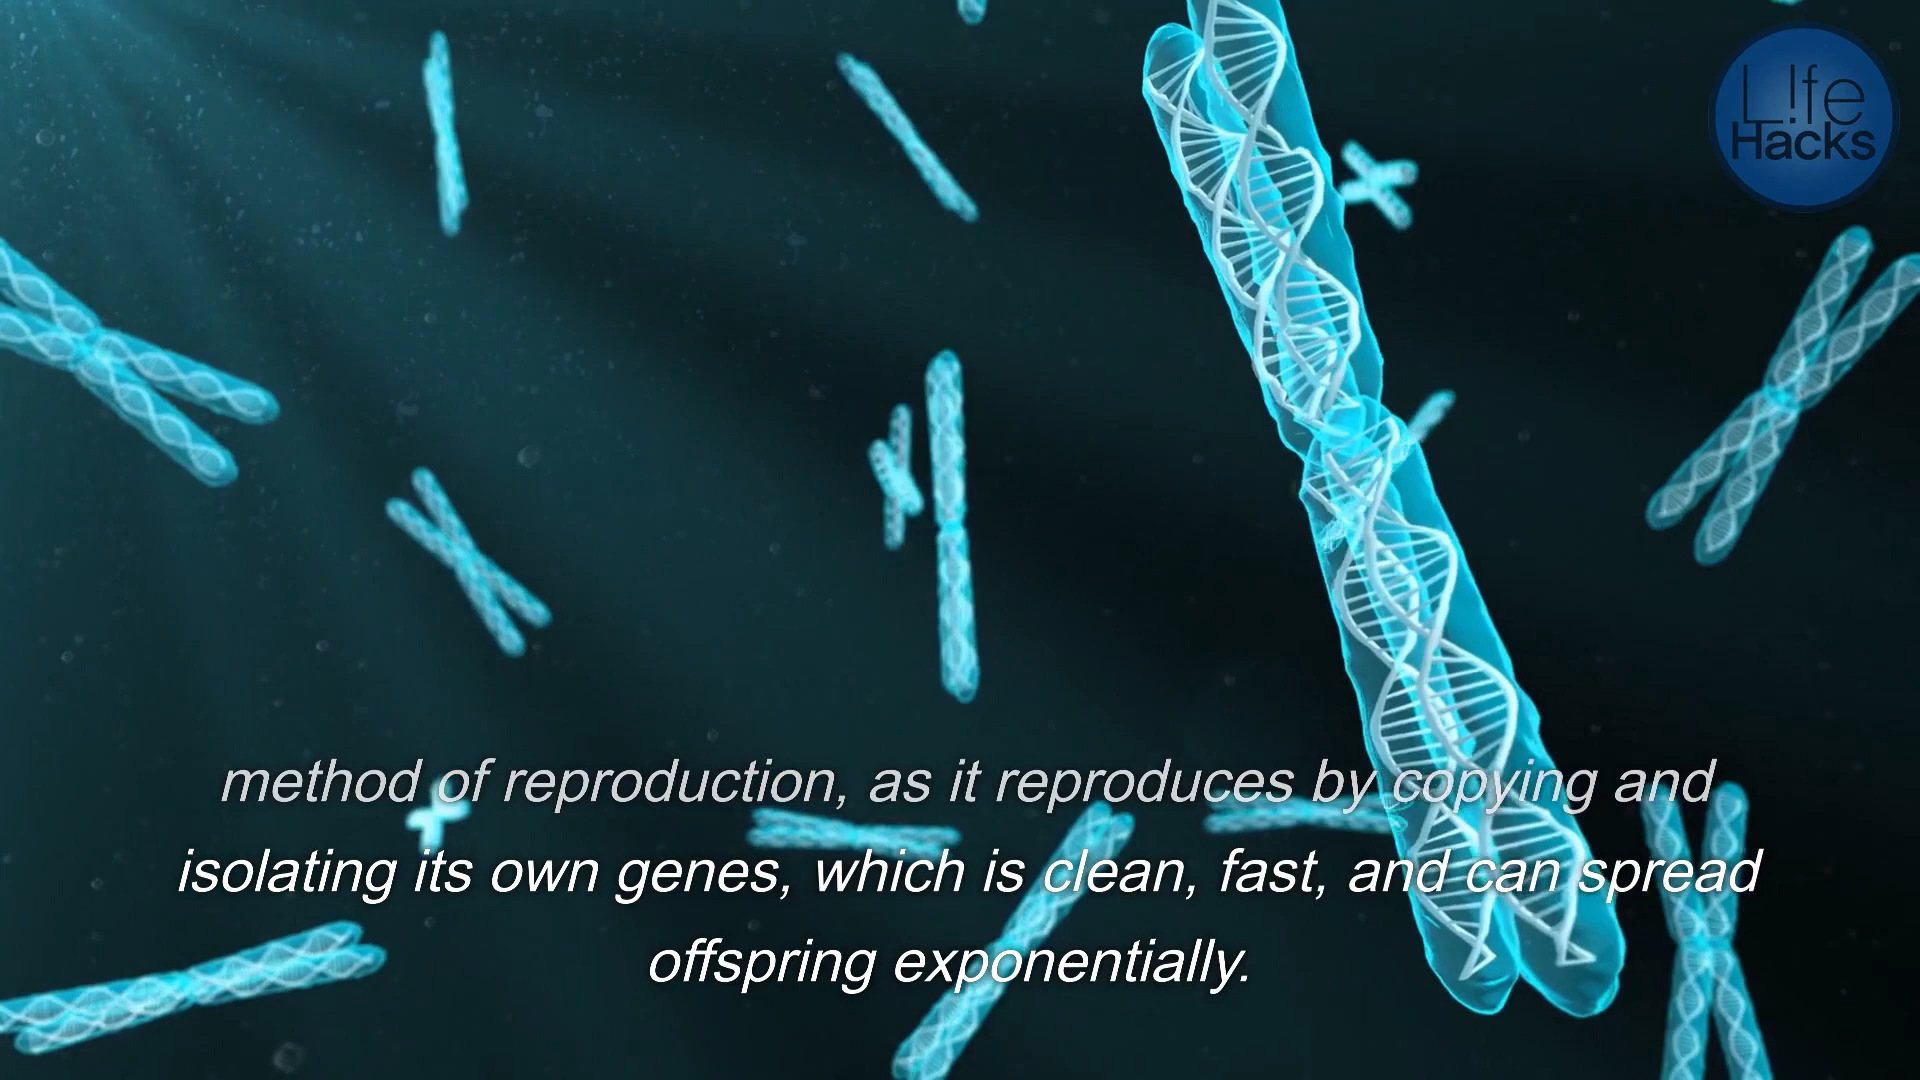 L!fe
Hacks
method of reproduction, as it reproduces by copying and
isolating its own genes, which is clean, fast, and can spread
offspring exponentially.